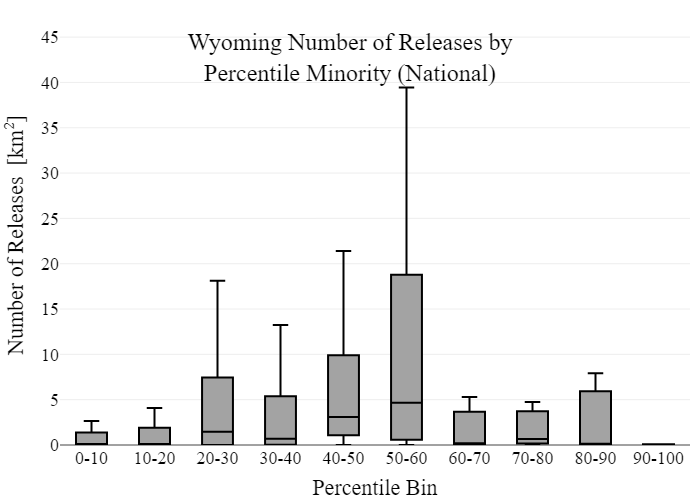 Wyoming Number of Releases by
Percentile Minority (National)
Number of Releases [km²]
45
40
35
30
25
20
15
10
5
0
0-10 10-20 20-30 30-40 40-50 50-60 60-70 70-80 80-90 90-100
Percentile Bin